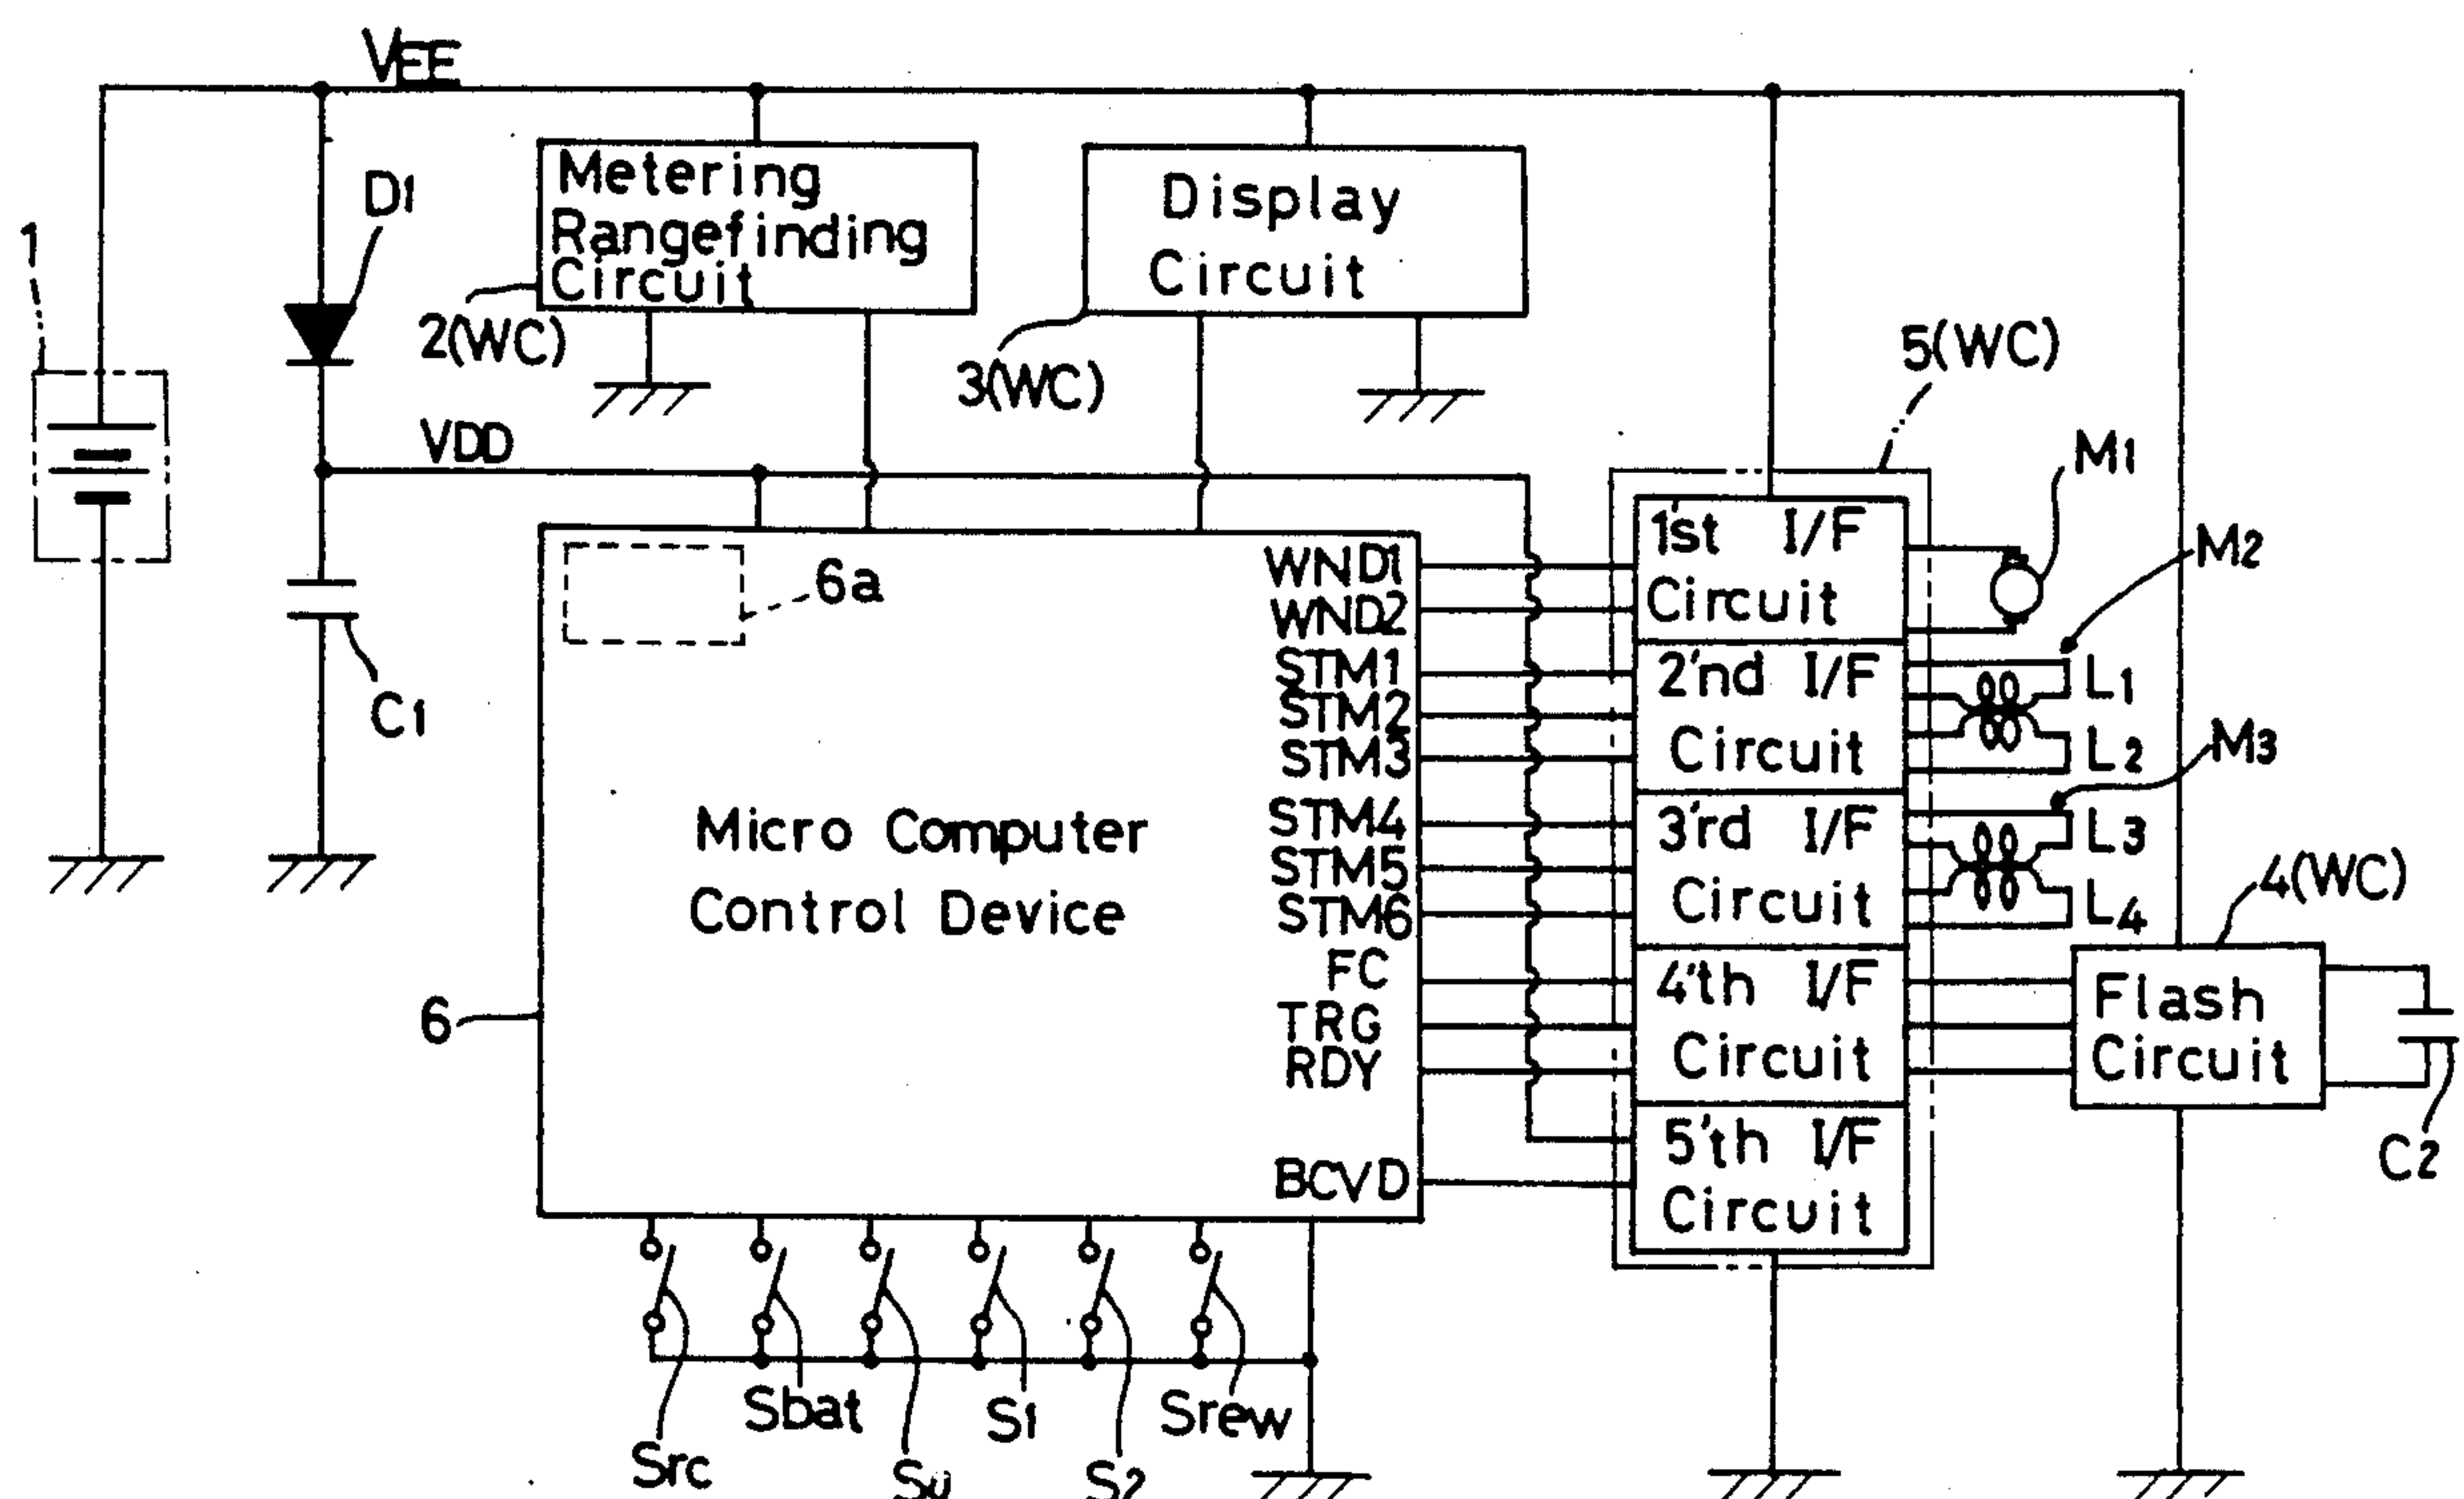 VEE
1
D1
Metering
Rangefinding
Circuit
2(WC)
Display
Circuit
3(WC)
VDD
C1
5(WC)
M1
M2
M3
6a
WND1
WND2
STM1
STM2
STM3
STM4
STM5
STM6
FC
TRG
RDY
BCVD
Micro Computer
Control Device
6
1'st I/F
Circuit
2'nd I/F
Circuit
3'rd I/F
Circuit
4'th I/F
Circuit
5'th I/F
Circuit
L1
L2
L3
L4
4(WC)
Flash
Circuit
C2
Src
Sbat
S1
S2
Srew